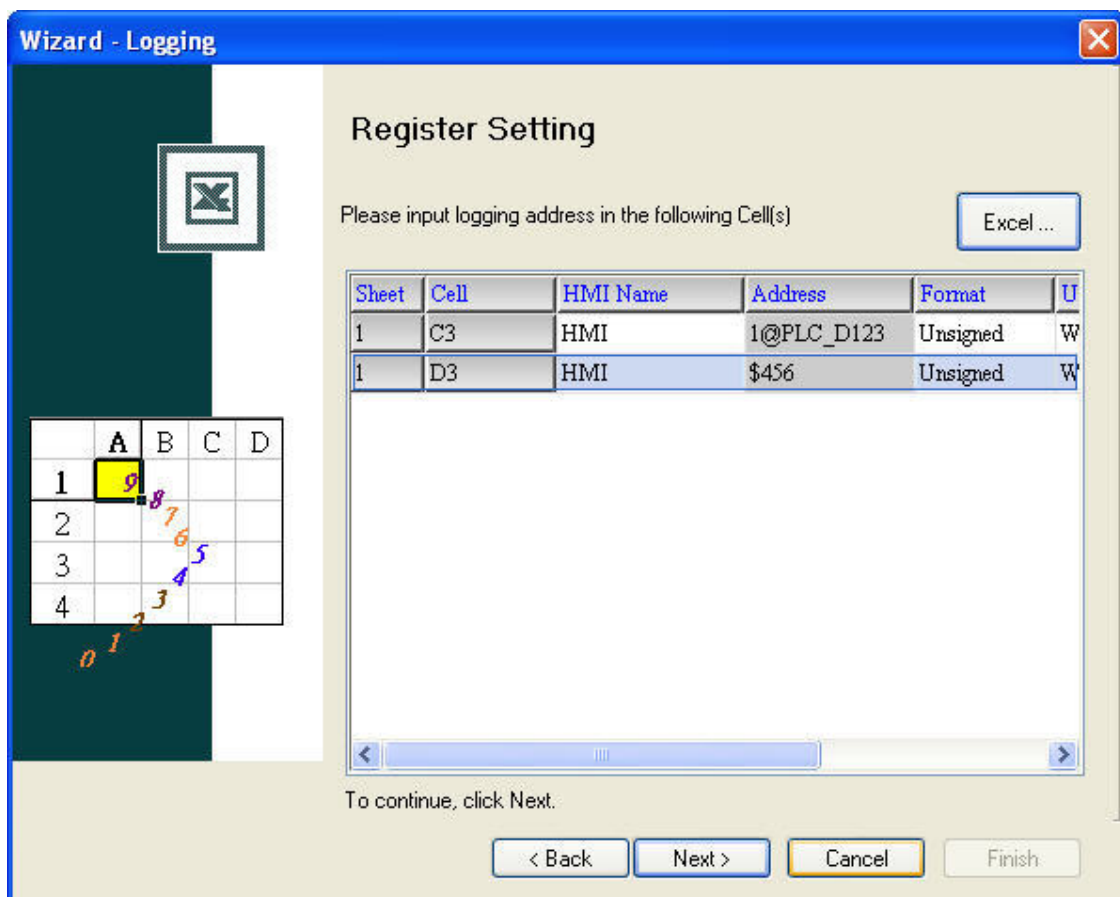 Wizard - Logging
Register Setting
Please input logging address in the following Cell(s)
Excel ...
Sheet Cell HMI Name Address Format U
1 C3 HMI 1@PLC_D123 Unsigned W
1 D3 HMI $456 Unsigned W
A B C D
1 9
8
2 7
6
3 5
4
4 3
2
1
0
To continue, click Next.
< Back Next > Cancel Finish